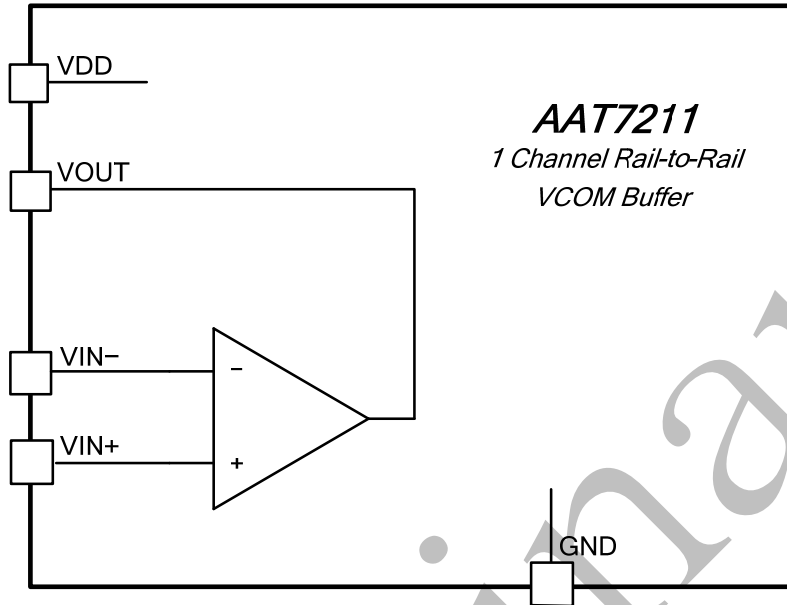 VDD
AAT7211
1 Channel Rail-to-Rail
VCOM Buffer
VOUT
VIN−
−
VIN+
+
GND